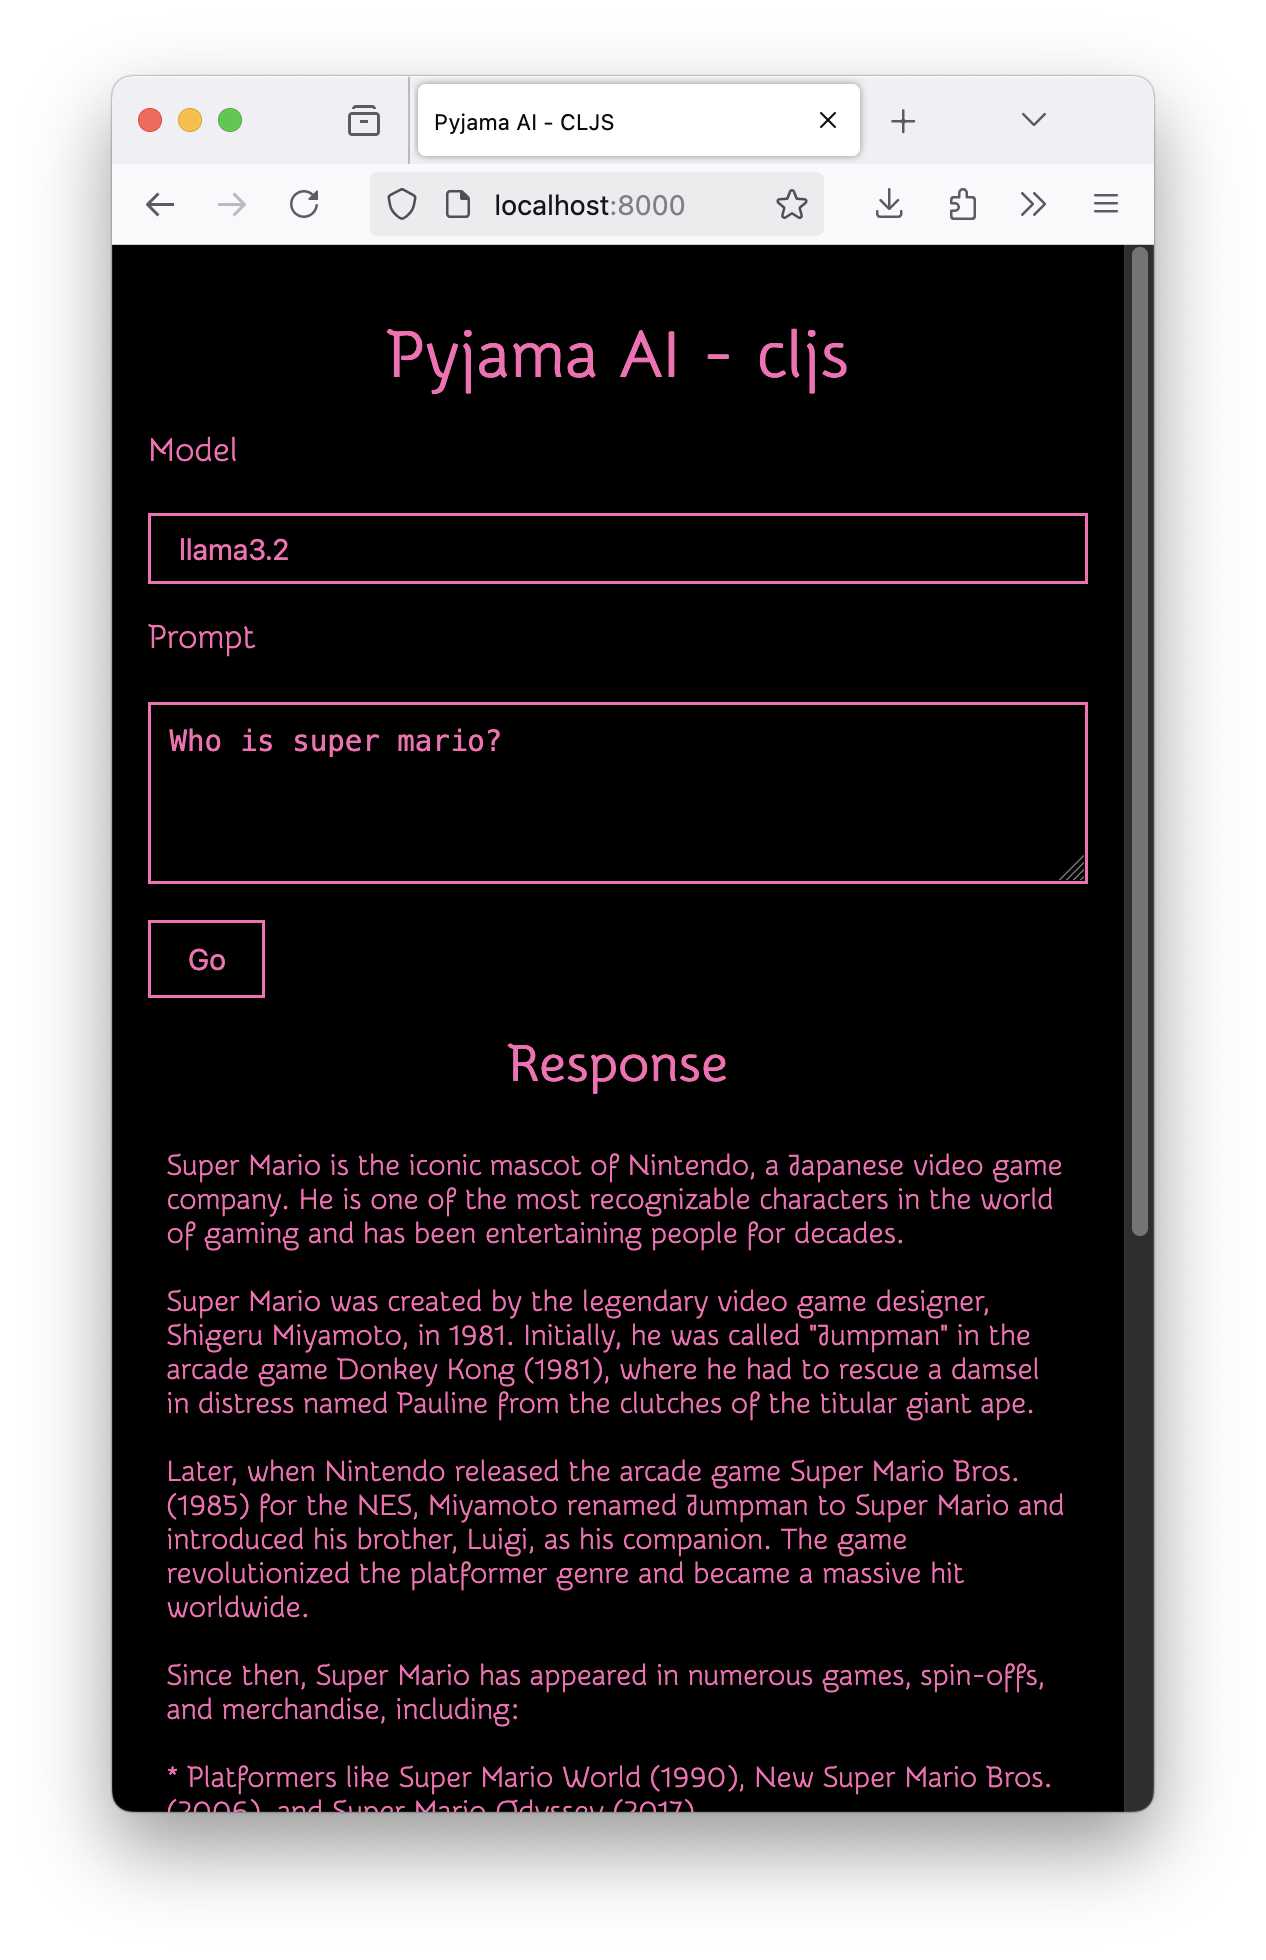 Pyjama AI - CLJS
localhost:8000
Pyjama AI - cljs
Model
llama3.2
Prompt
Who is super mario?
Go
Response
Super Mario is the iconic mascot of Nintendo, a Japanese video game
company. He is one of the most recognizable characters in the world
of gaming and has been entertaining people for decades.
Super Mario was created by the legendary video game designer,
Shigeru Miyamoto, in 1981. Initially, he was called "Jumpman" in the
arcade game Donkey Kong (1981), where he had to rescue a damsel
in distress named Pauline from the clutches of the titular giant ape.
Later, when Nintendo released the arcade game Super Mario Bros.
(1985) for the NES, Miyamoto renamed Jumpman to Super Mario and
introduced his brother, Luigi, as his companion. The game
revolutionized the platformer genre and became a massive hit
worldwide.
Since then, Super Mario has appeared in numerous games, spin-offs,
and merchandise, including:
* Platformers like Super Mario World (1990), New Super Mario Bros.
(2006), and Super Mario Odyssey (2017)